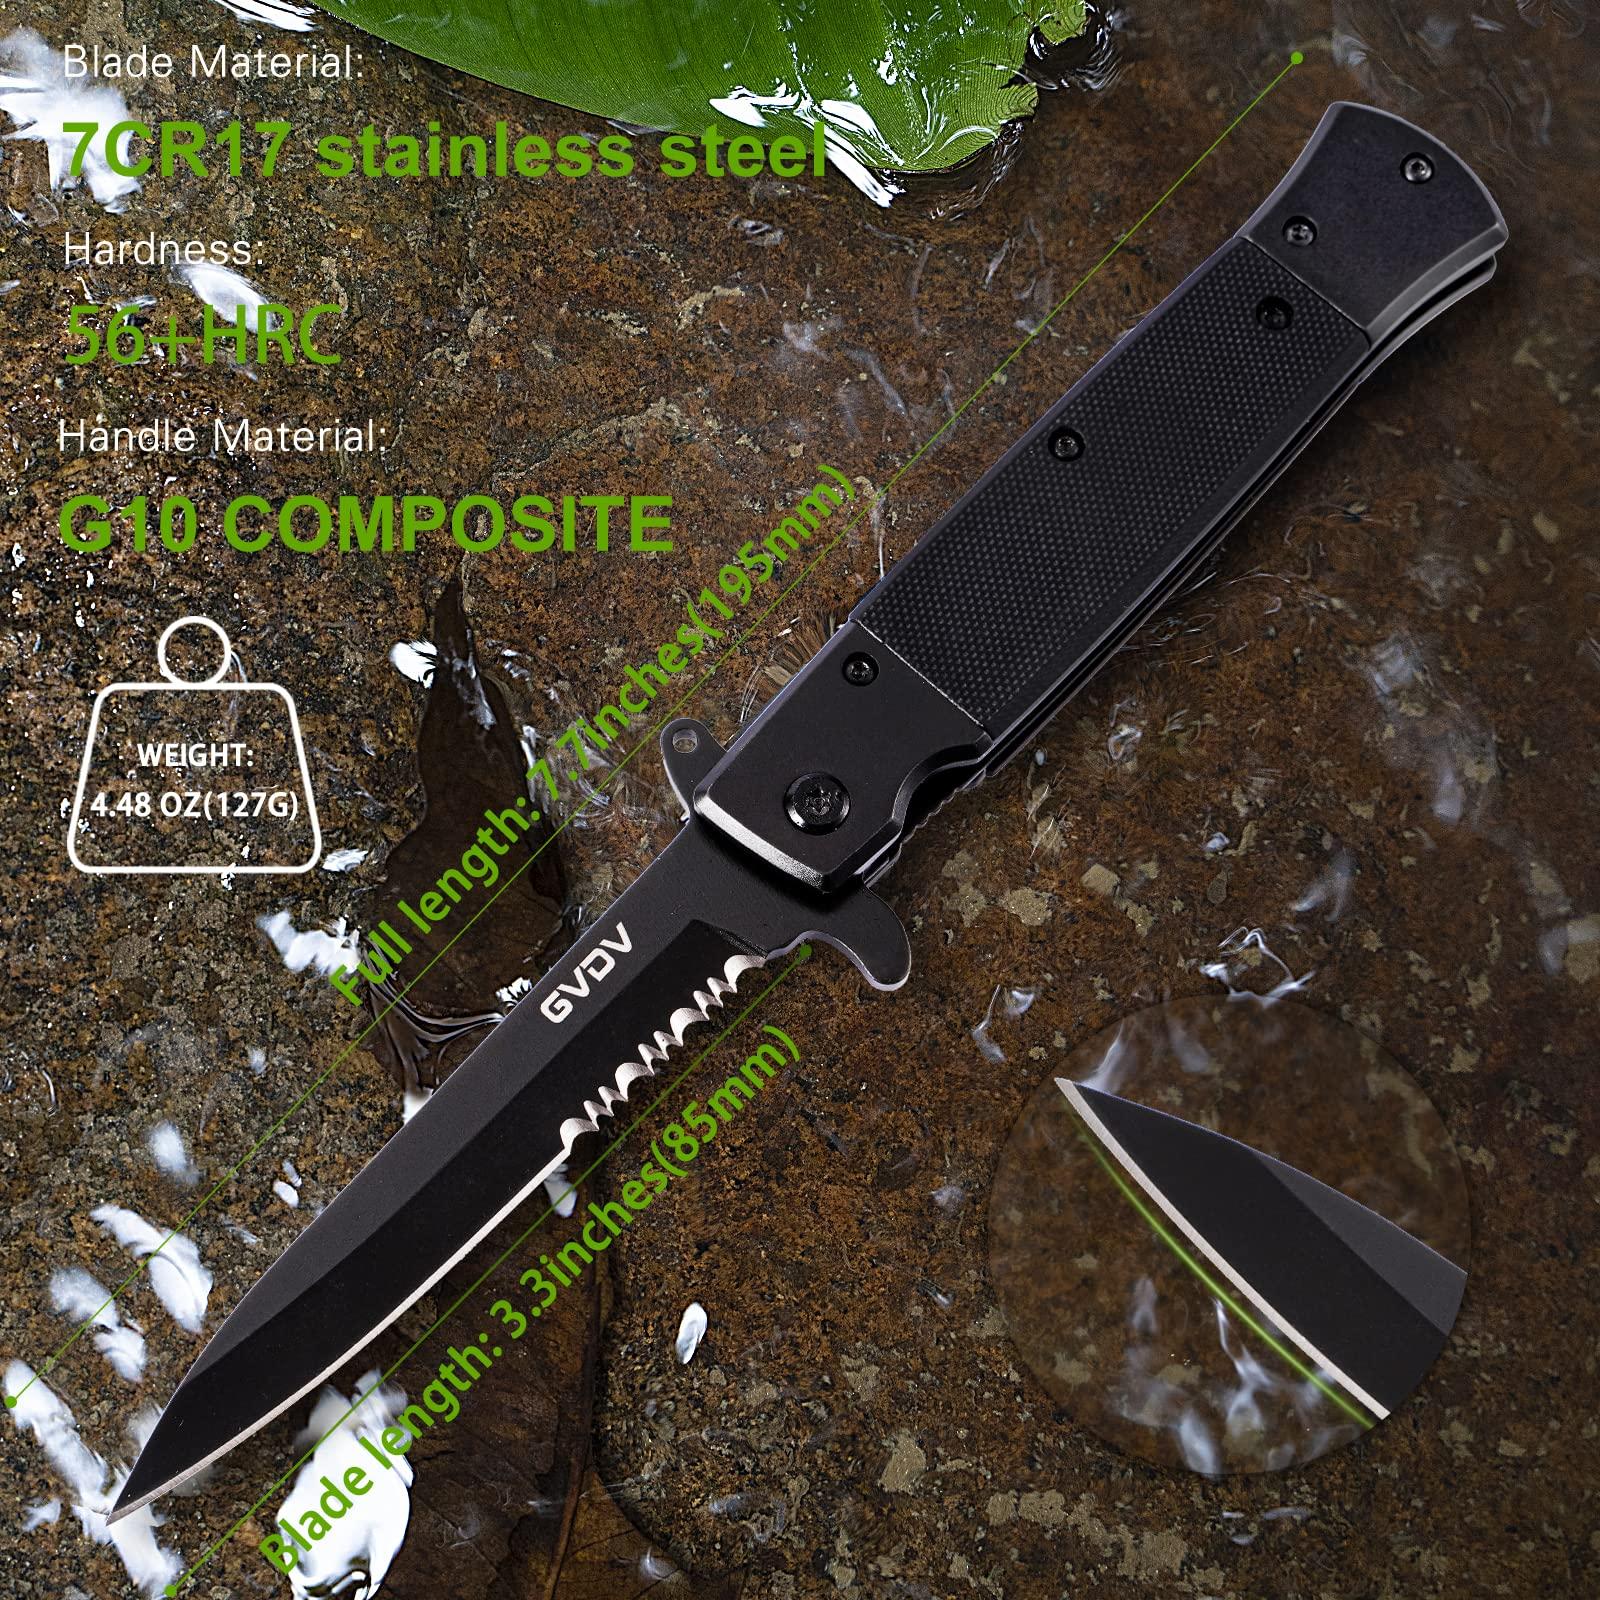 Blade Material:
7CR17 stainless steel
Hardness:
56+HRC
Handle Material:
G10 COMPOSITE
WEIGHT:
4.48 OZ(127G)
Full length: 7.7inches(195mm)
GVDV
Blade length: 3.3inches(85mm)